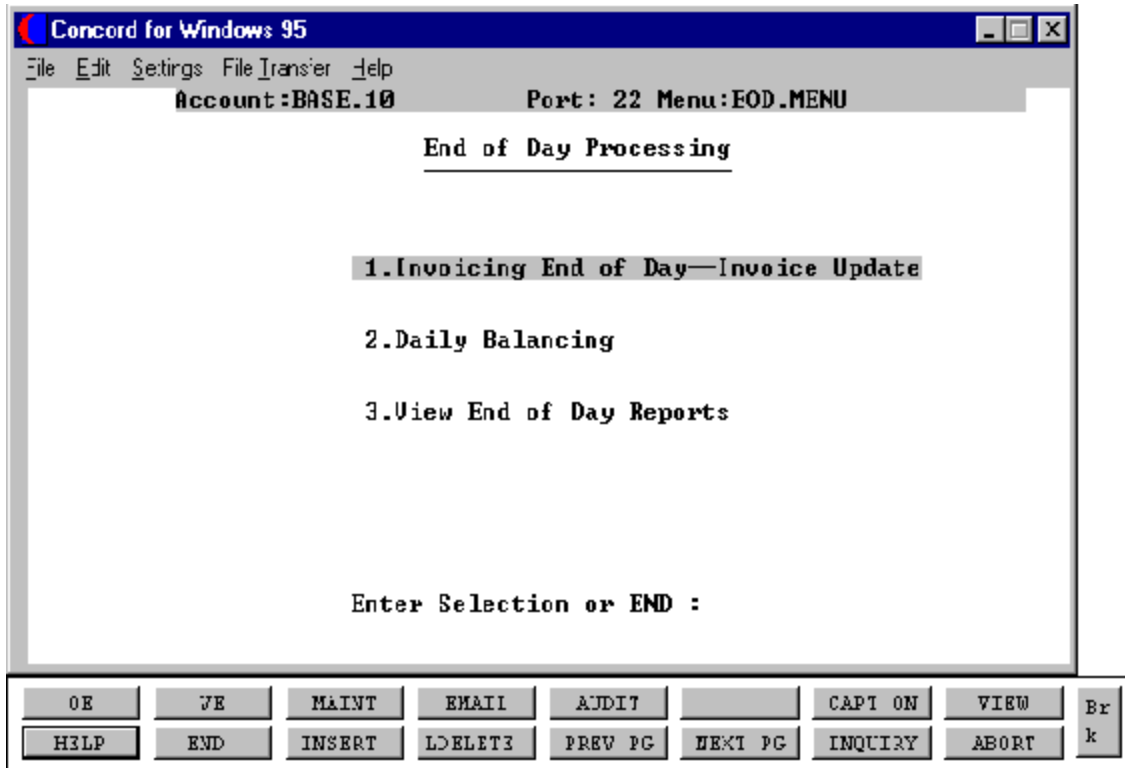 Concord for Windows 95
File Edit Settings File Transfer Help
Account:BASE.10 Port: 22 Menu:EOD.MENU
End of Day Processing
1.Invoicing End of Day—Invoice Update
2.Daily Balancing
3.View End of Day Reports
Enter Selection or END :
OE VE MAINT EMAIL AUDIT CAPT ON VIEW Brk
HELP END INSERT LDELETE PREV PG NEXT PG INQUIRY ABORT